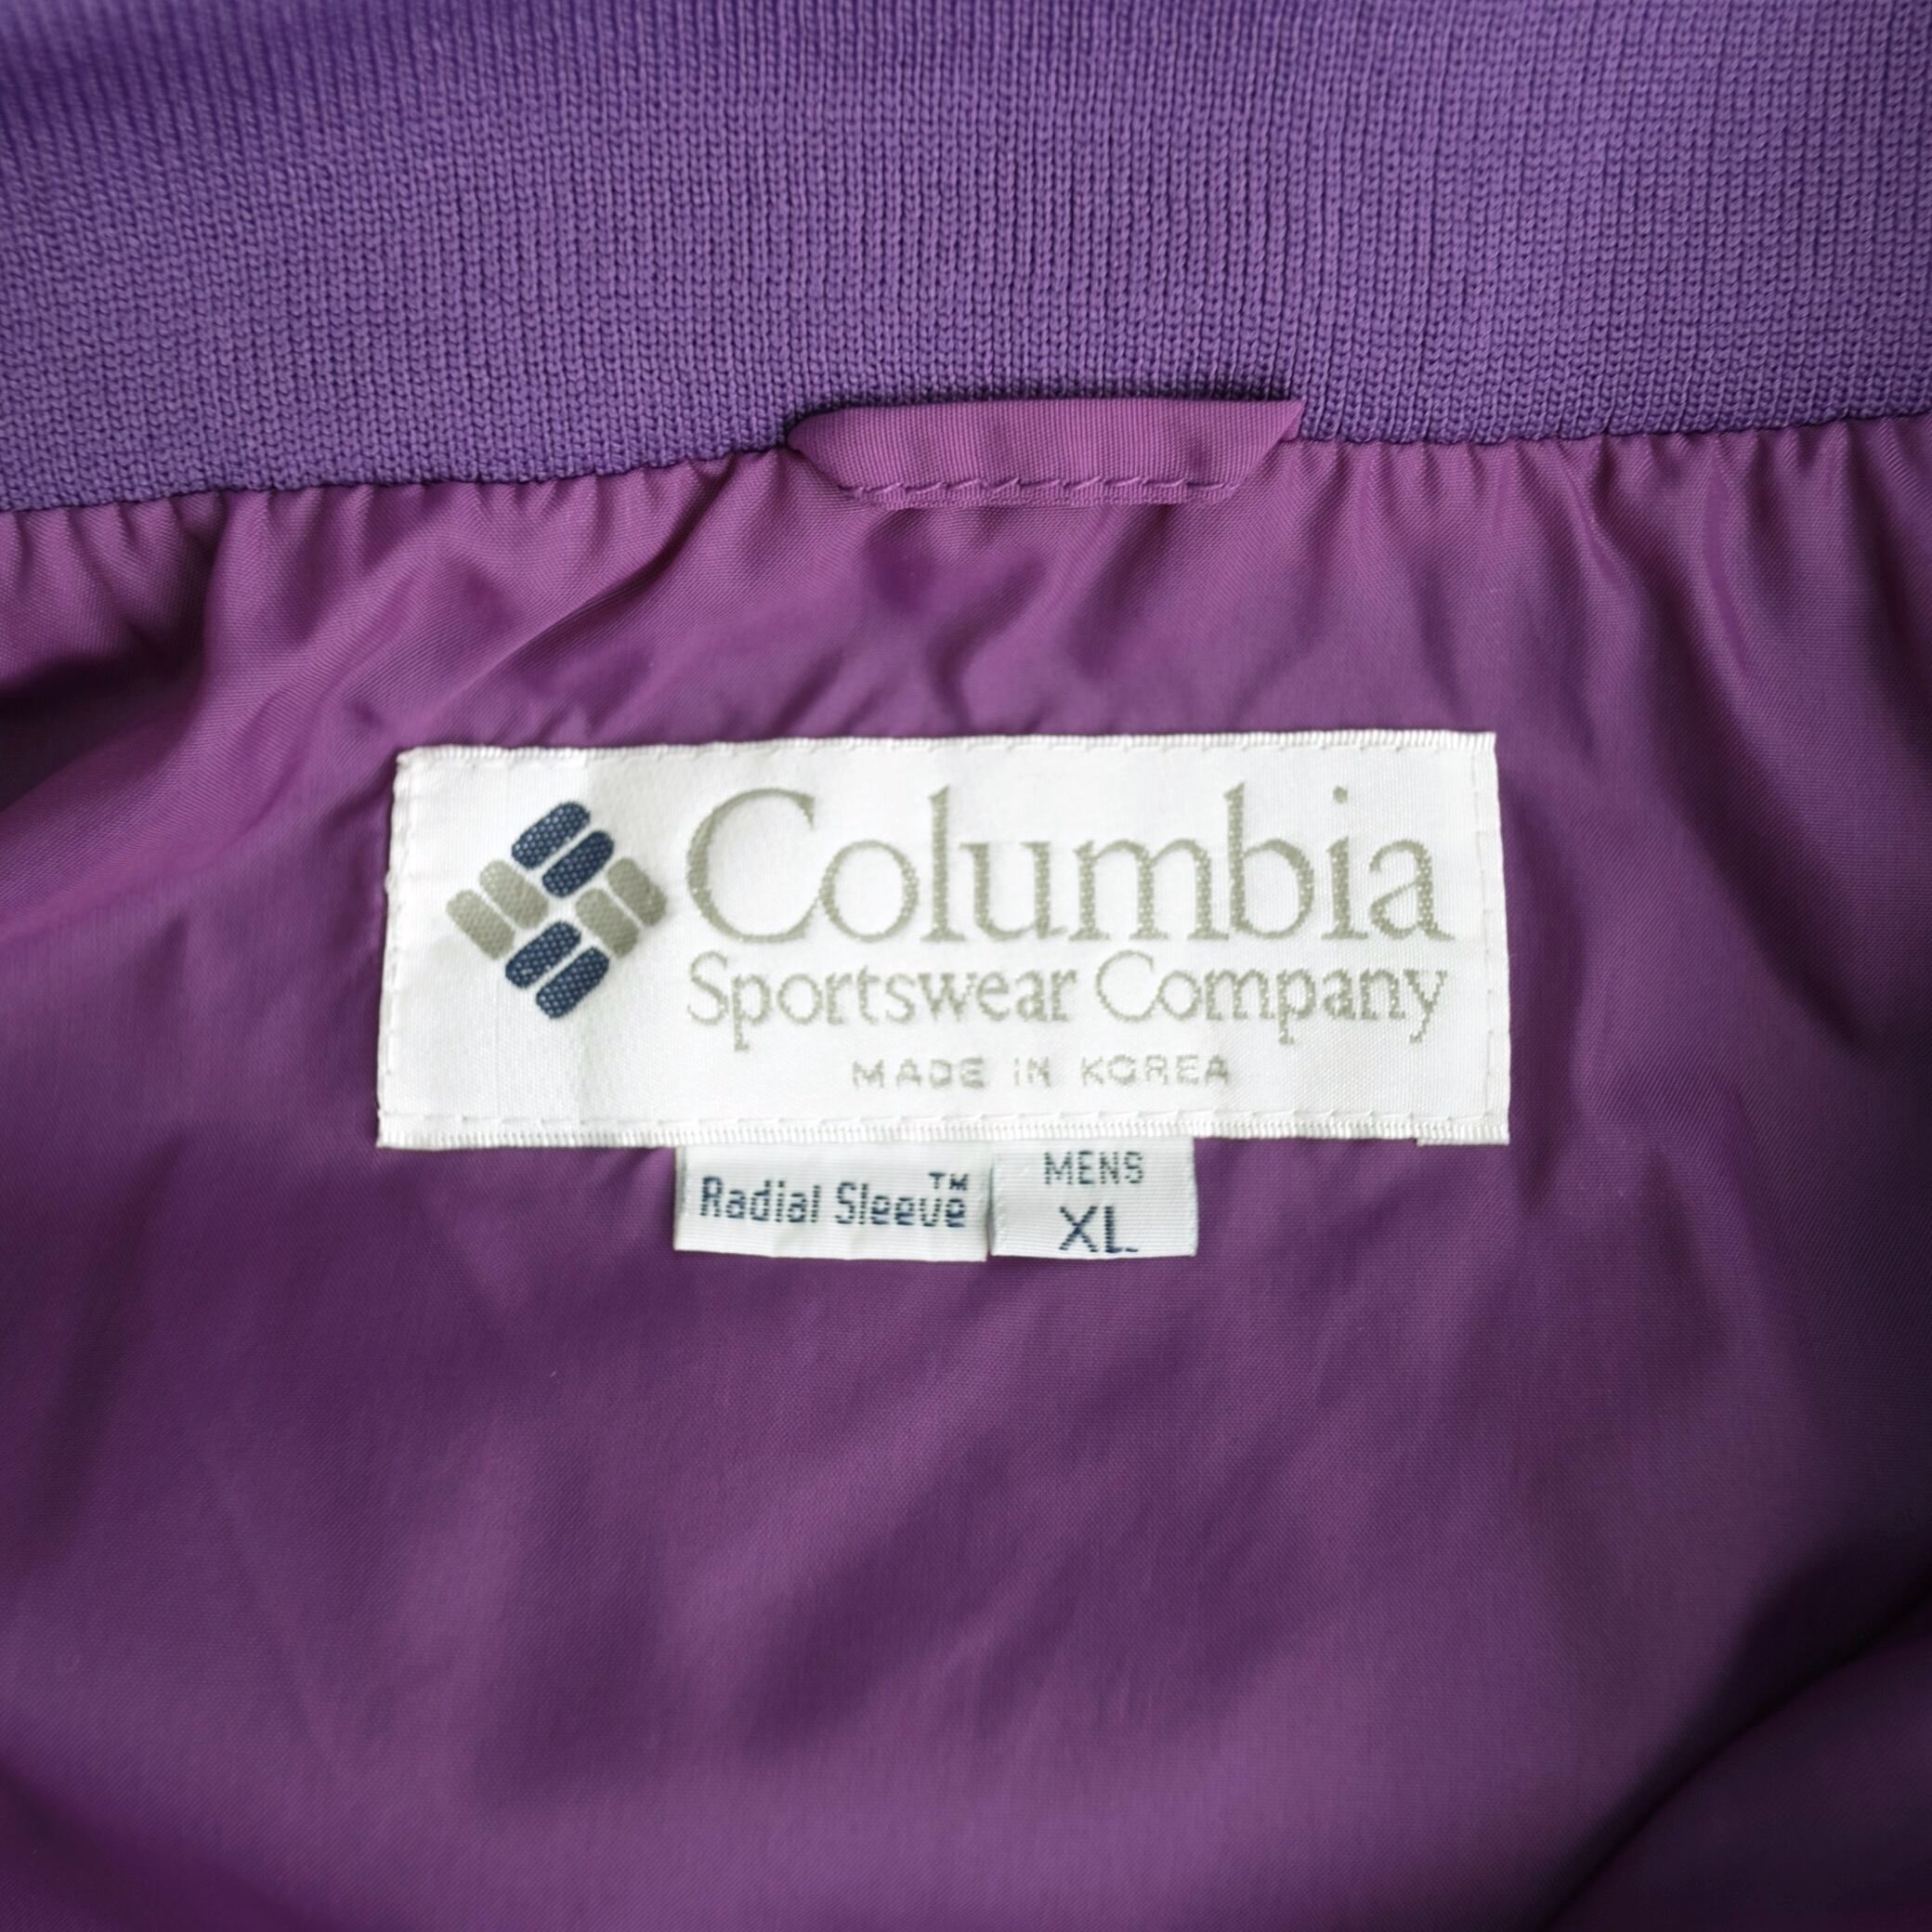 Columbia
Sportswear Company
MADE IN KOREA
Radial Sleeve™
MENS
XL